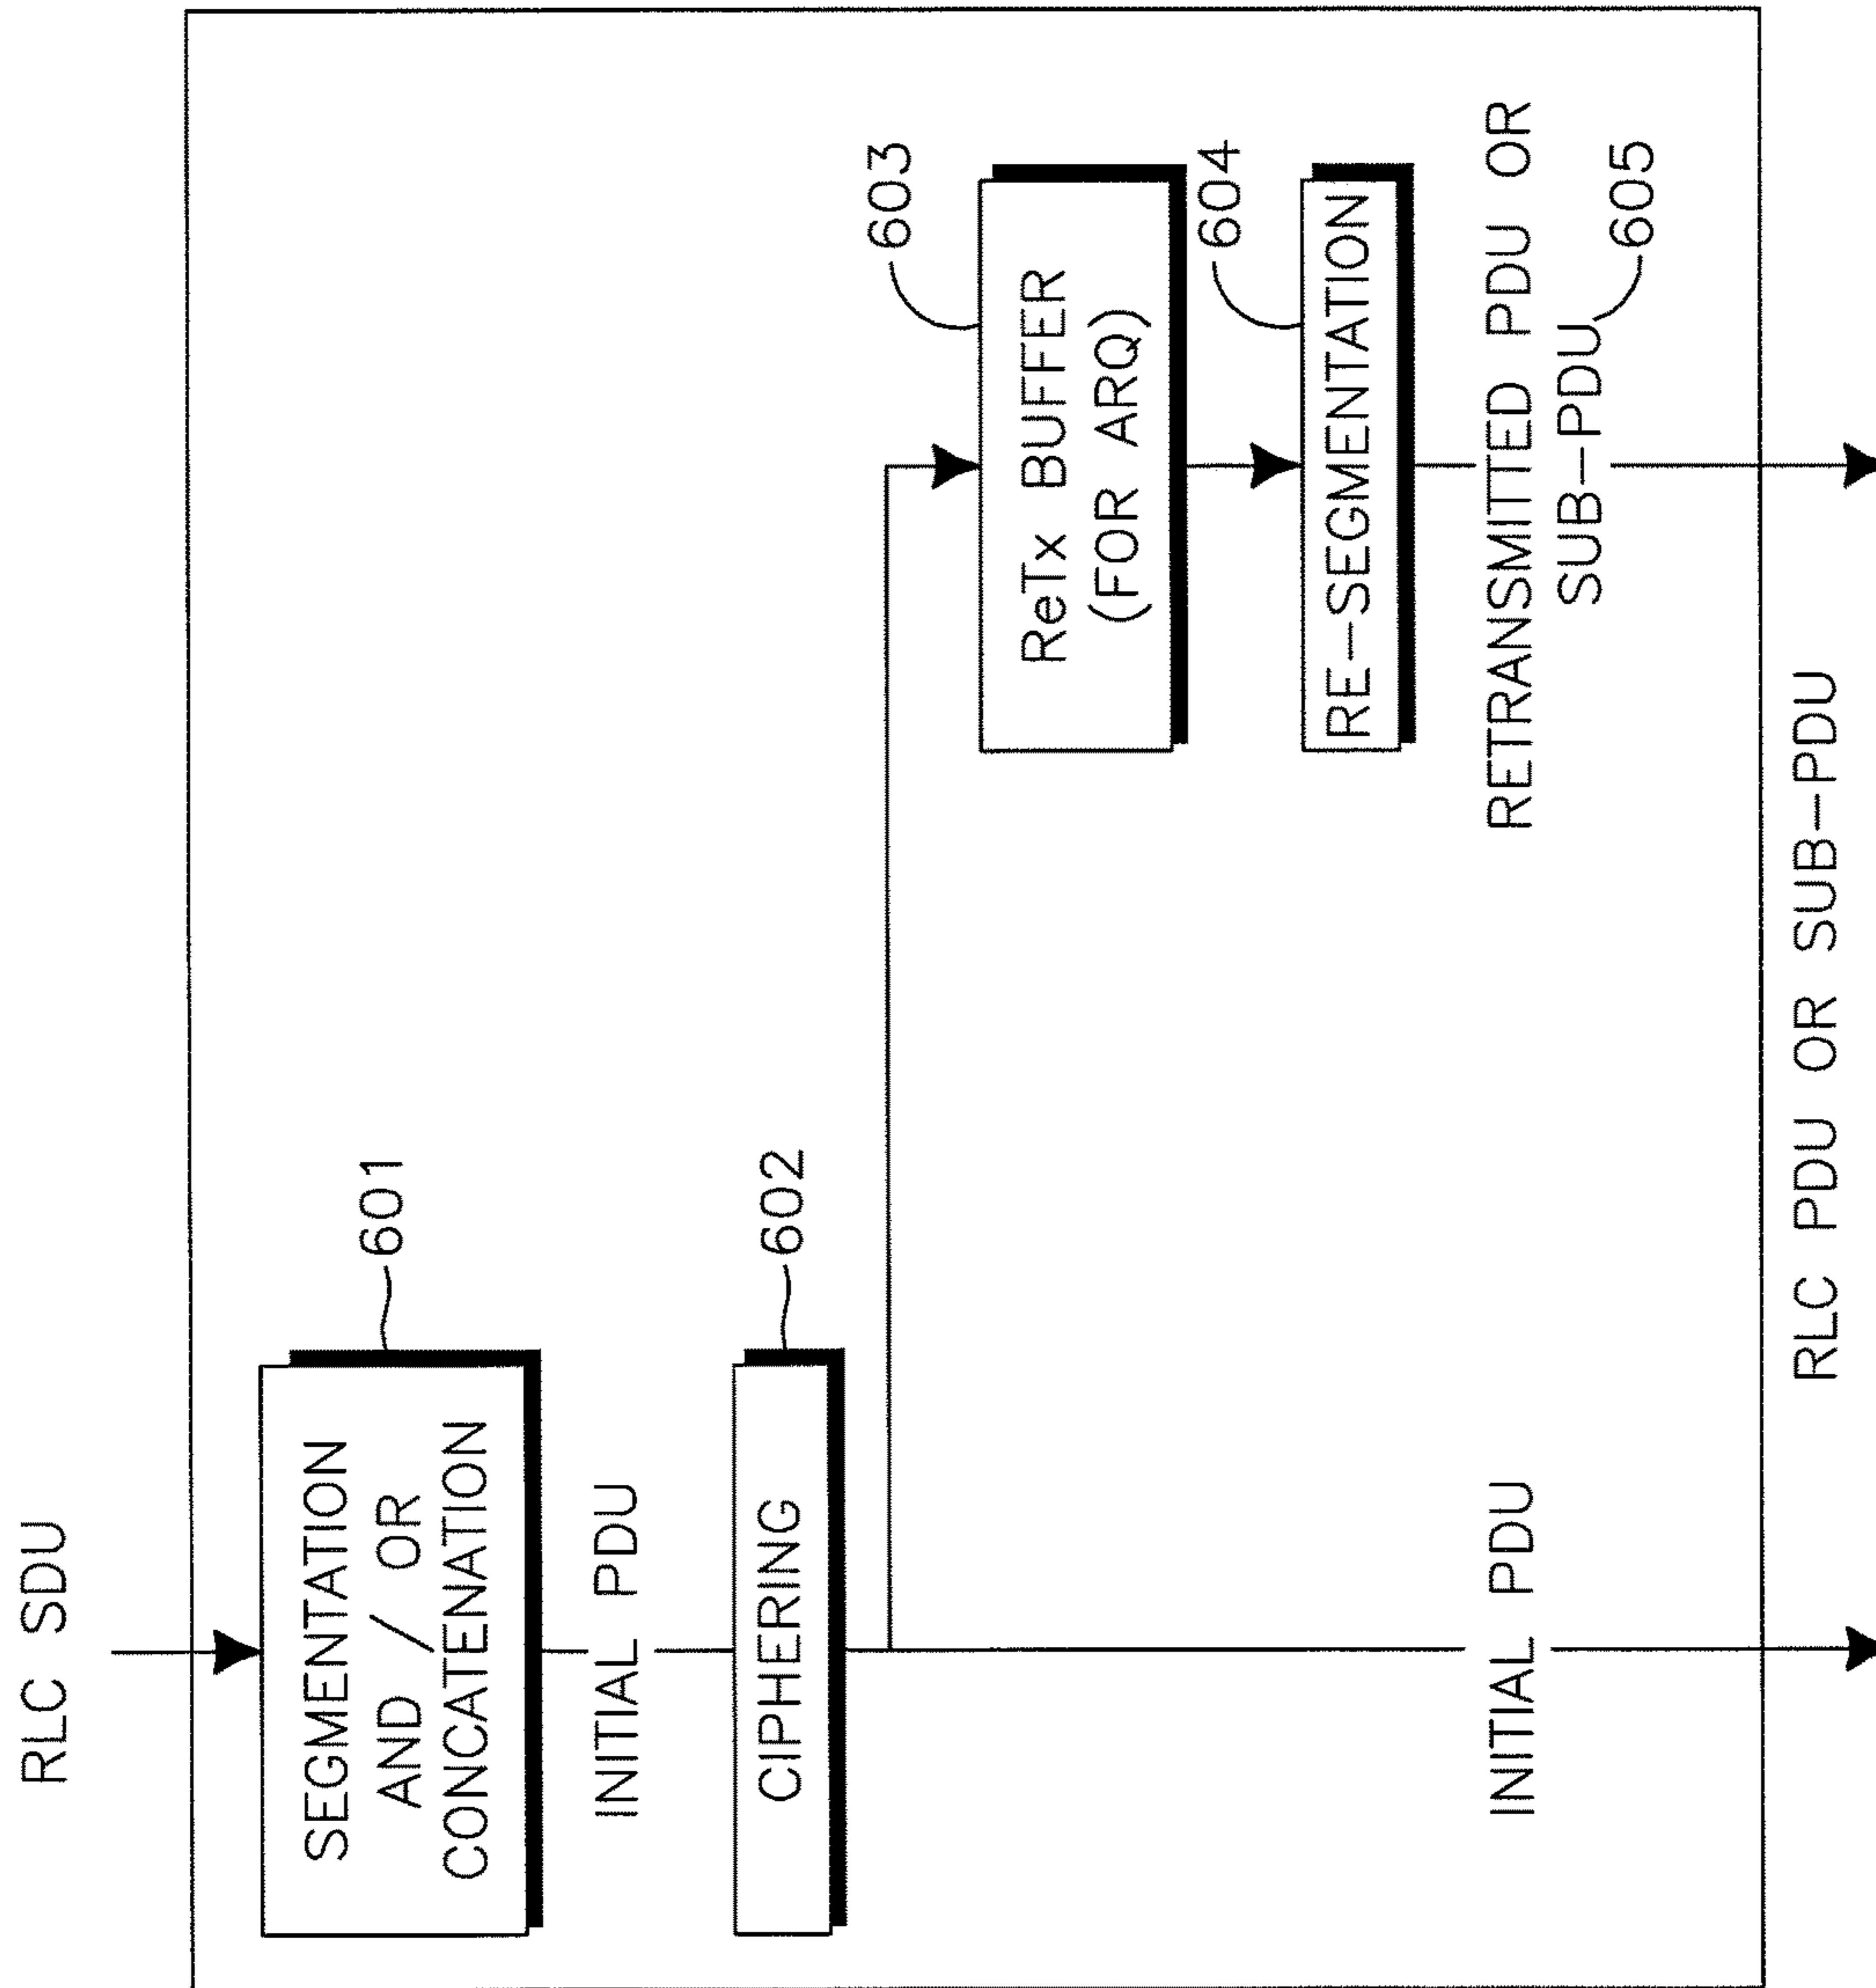 RLC SDU
SEGMENTATION
AND / OR
CONCATENATION
601
INITIAL PDU
CIPHERING
602
ReTx BUFFER
(FOR ARQ)
603
RE-SEGMENTATION
604
INITIAL PDU
RETRANSMITTED PDU OR
SUB-PDU
605
RLC PDU OR SUB-PDU